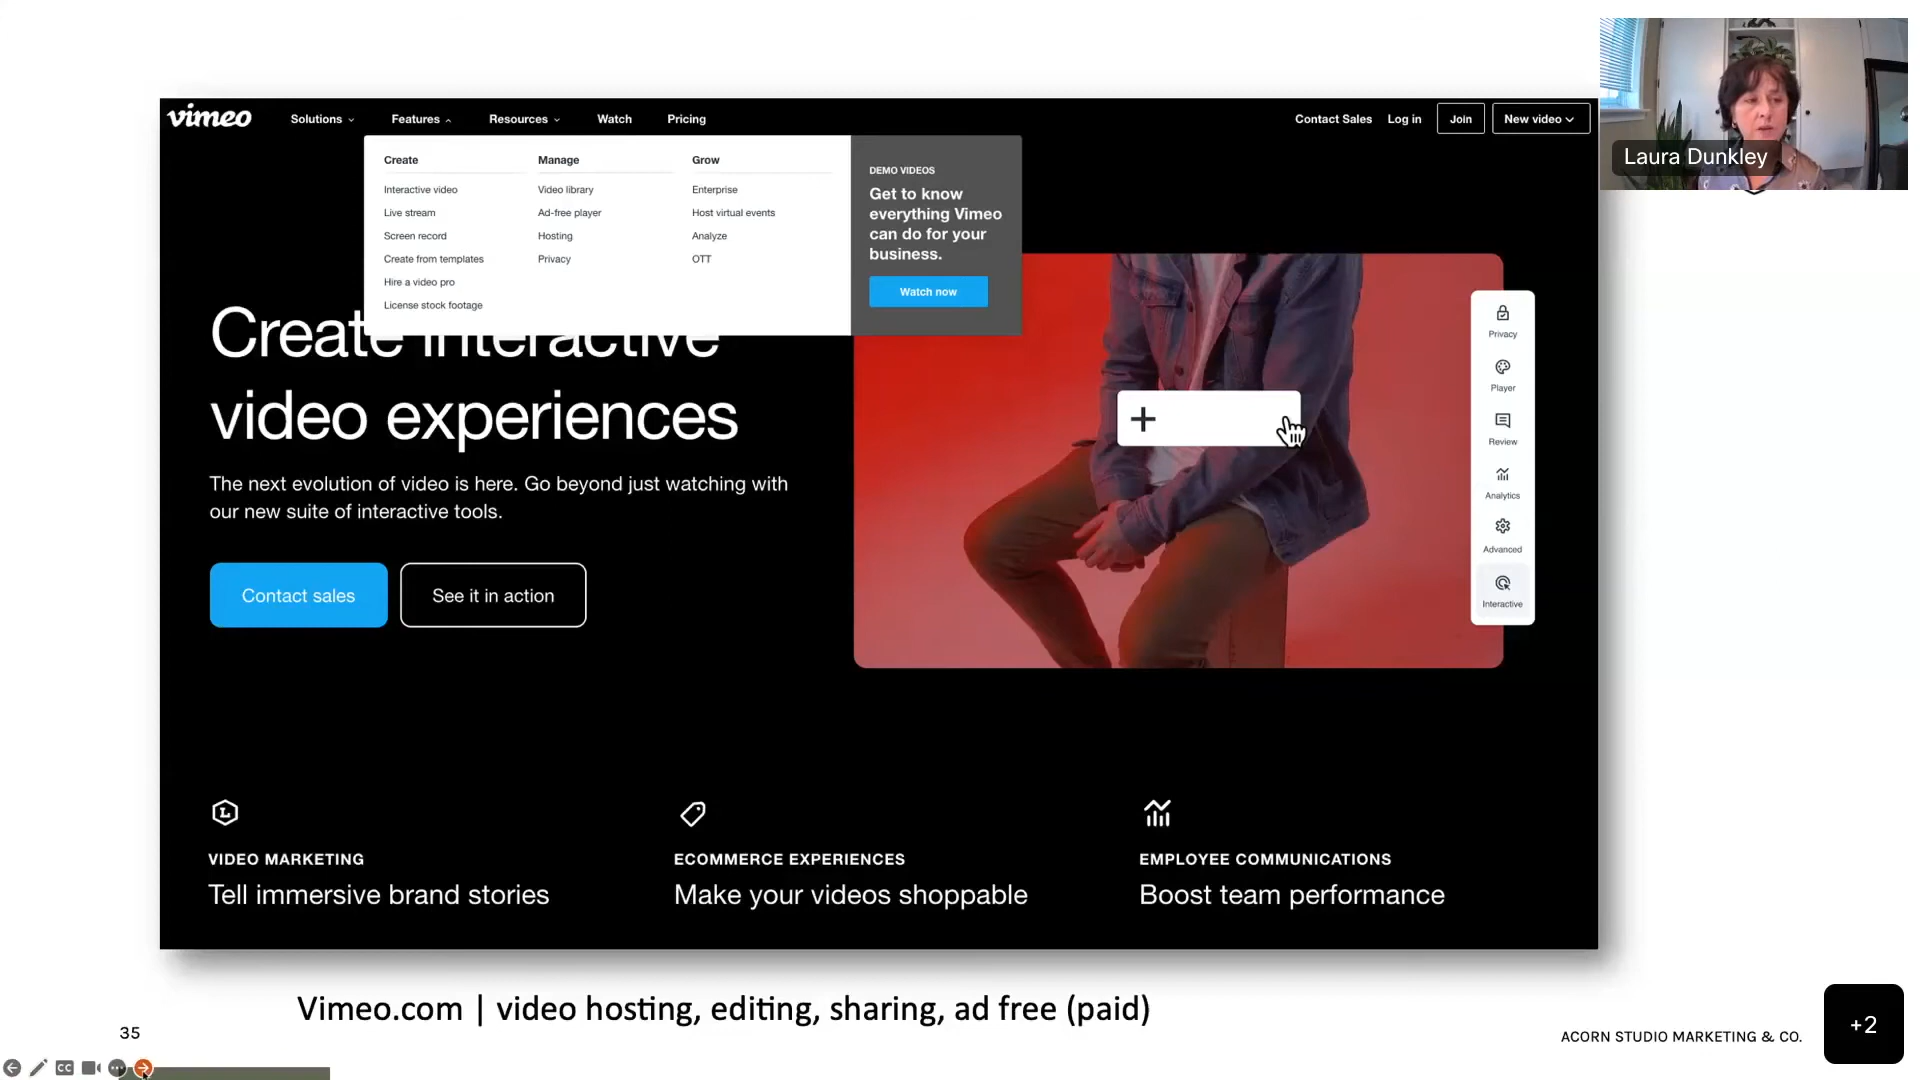 vimeo
Solutions
Features
Resources
Watch
Pricing
Contact Sales
Log in
Join
New video
Laura Dunkley
Create
Interactive video
Live stream
Screen record
Create from templates
Hire a video pro
License stock footage
Manage
Video library
Ad-free player
Hosting
Privacy
Grow
Enterprise
Host virtual events
Analyze
OTT
DEMO VIDEOS
Get to know
everything Vimeo
can do for your
business.
Watch now
Create interactive
video experiences
The next evolution of video is here. Go beyond just watching with
our new suite of interactive tools.
Contact sales
See it in action
Privacy
Player
Review
Analytics
Advanced
Interactive
VIDEO MARKETING
Tell immersive brand stories
ECOMMERCE EXPERIENCES
Make your videos shoppable
EMPLOYEE COMMUNICATIONS
Boost team performance
Vimeo.com | video hosting, editing, sharing, ad free (paid)
35
ACORN STUDIO MARKETING & CO.
+2
CC